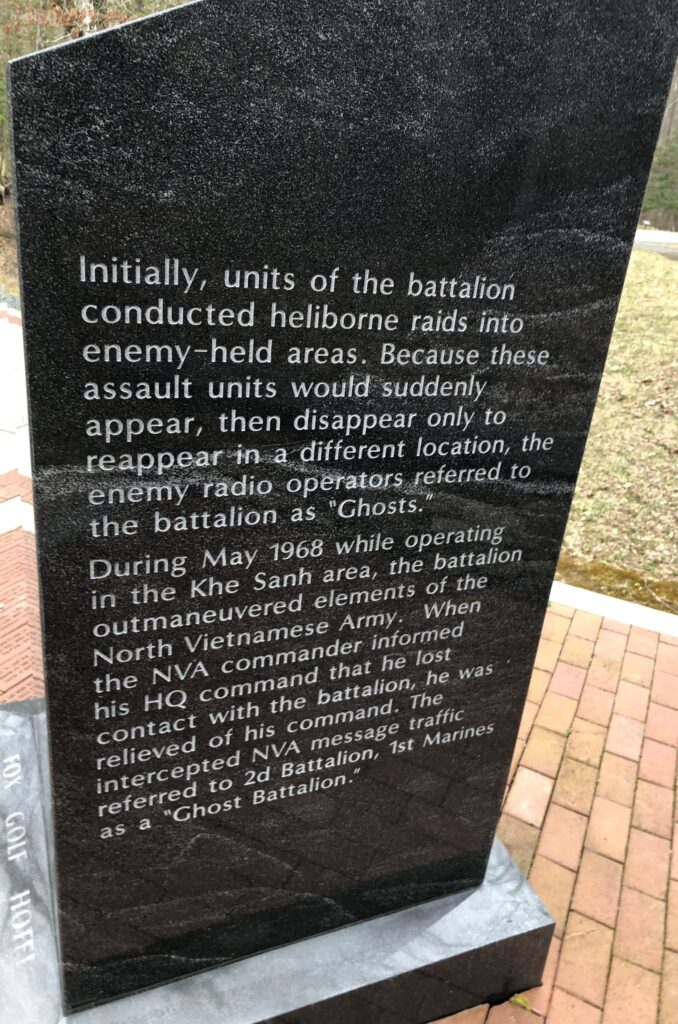 Initially, units of the battalion
conducted heliborne raids into
enemy-held areas. Because these
assault units would suddenly
appear, then disappear only to
reappear in a different location, the
enemy radio operators referred to
the battalion as "Ghosts."
During May 1968 while operating
in the Khe Sanh area, the battalion
outmaneuvered elements of the
North Vietnamese Army. When
the NVA commander informed
his HQ command that he lost
contact with the battalion, he was
relieved of his command. The
intercepted NVA message traffic
referred to 2d Battalion, 1st Marines
as a "Ghost Battalion."
FOX GOLF HOTEL